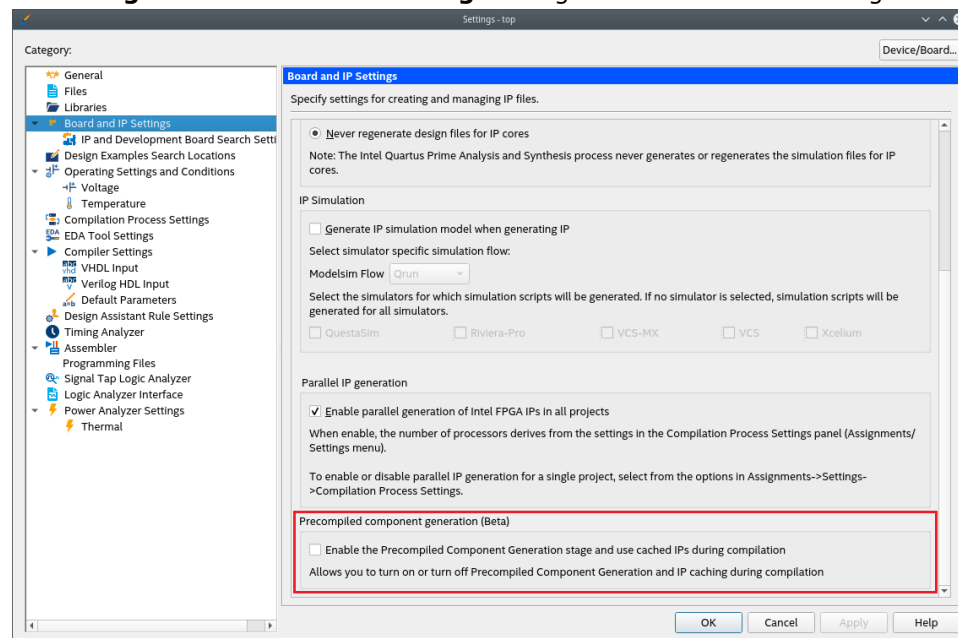 Settings - top
Category:
Device/Board...
General
Files
Libraries
Board and IP Settings
IP and Development Board Search Setti
Design Examples Search Locations
Operating Settings and Conditions
Voltage
Temperature
Compilation Process Settings
EDA Tool Settings
Compiler Settings
VHDL Input
Verilog HDL Input
Default Parameters
Design Assistant Rule Settings
Timing Analyzer
Assembler
Programming Files
Signal Tap Logic Analyzer
Logic Analyzer Interface
Power Analyzer Settings
Thermal
Board and IP Settings
Specify settings for creating and managing IP files.
Never regenerate design files for IP cores
Note: The Intel Quartus Prime Analysis and Synthesis process never generates or regenerates the simulation files for IP
cores.
IP Simulation
Generate IP simulation model when generating IP
Select simulator specific simulation flow:
Modelsim Flow Qrun
Select the simulators for which simulation scripts will be generated. If no simulator is selected, simulation scripts will be
generated for all simulators.
QuestaSim Riviera-Pro VCS-MX VCS Xcelium
Parallel IP generation
Enable parallel generation of Intel FPGA IPs in all projects
When enable, the number of processors derives from the settings in the Compilation Process Settings panel (Assignments/
Settings menu).
To enable or disable parallel IP generation for a single project, select from the options in Assignments->Settings-
>Compilation Process Settings.
Precompiled component generation (Beta)
Enable the Precompiled Component Generation stage and use cached IPs during compilation
Allows you to turn on or turn off Precompiled Component Generation and IP caching during compilation
OK Cancel Apply Help